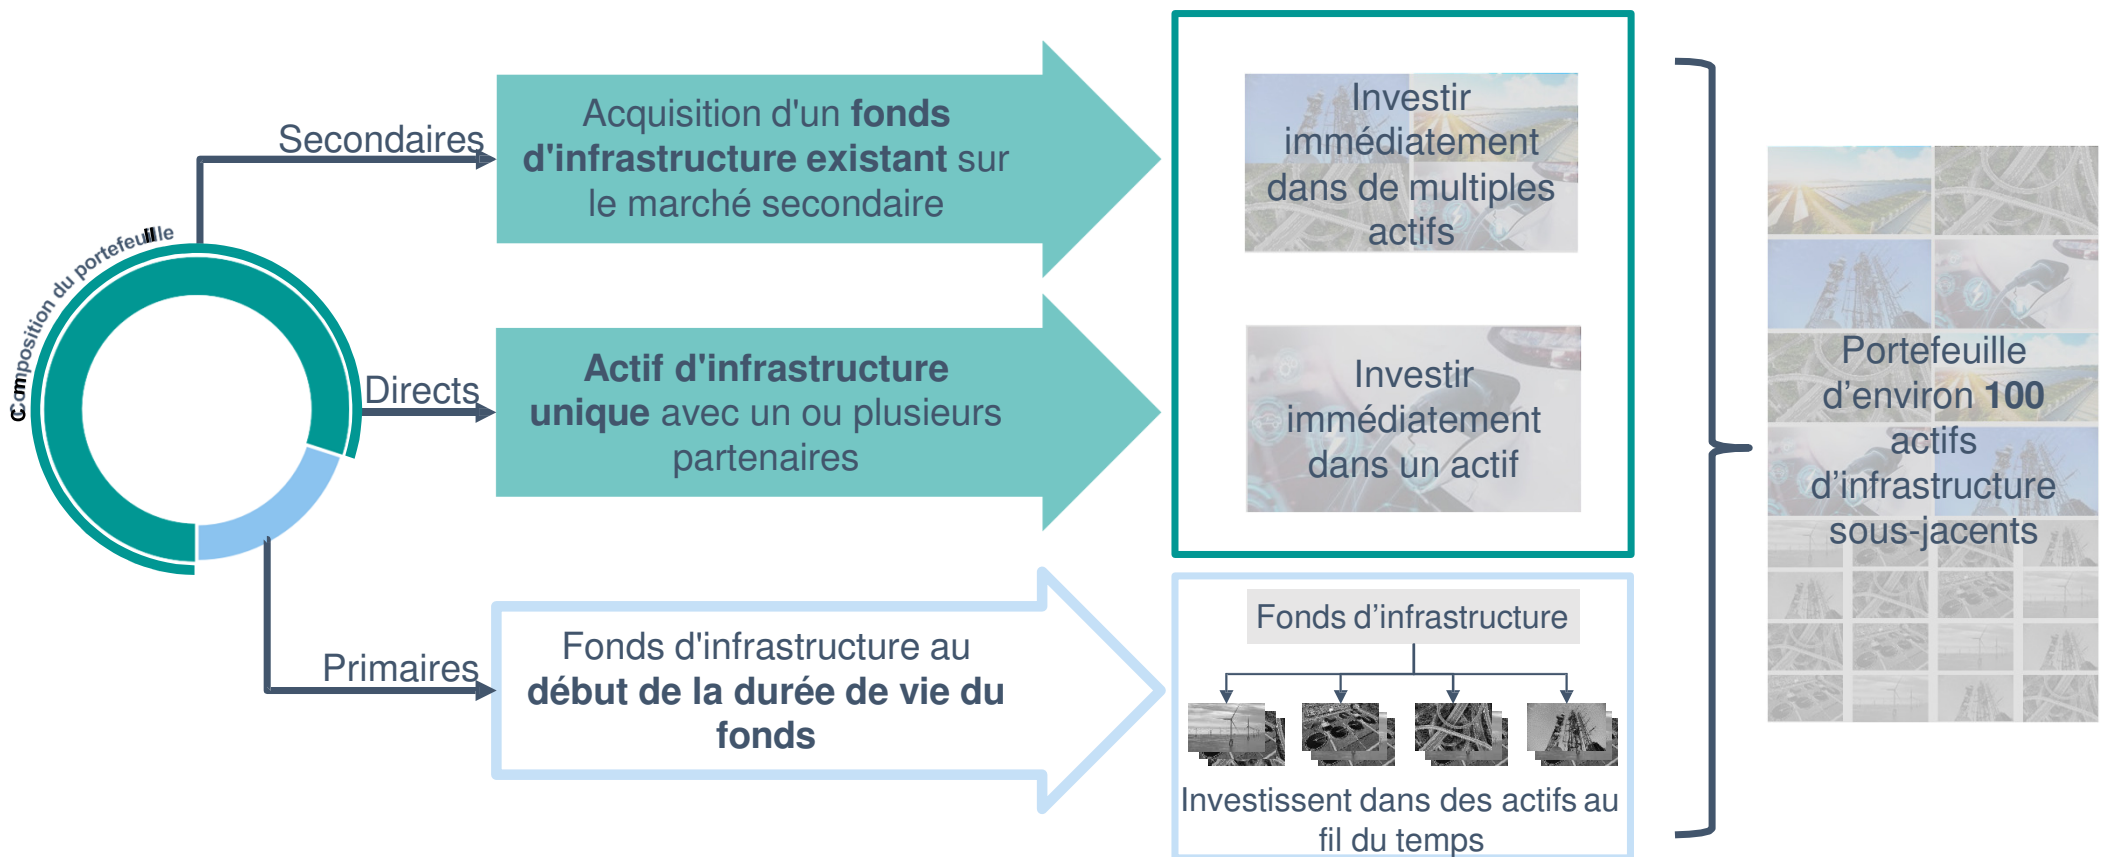 Composition du portefeuille
Secondaires
Acquisition d'un fonds
d'infrastructure existant sur
le marché secondaire
Investir
immédiatement
dans de multiples
actifs
Directs
Actif d'infrastructure
unique avec un ou plusieurs
partenaires
Investir
immédiatement
dans un actif
Primaires
Fonds d'infrastructure au
début de la durée de vie du
fonds
Fonds d’infrastructure
Investissent dans des actifs au
fil du temps
Portefeuille
d’environ 100
actifs
d’infrastructure
sous-jacents